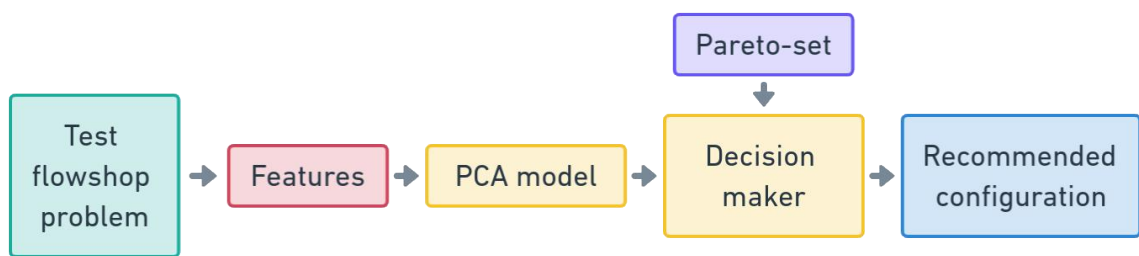 Pareto-set
Test
flowshop
problem
Features
PCA model
Decision
maker
Recommended
configuration